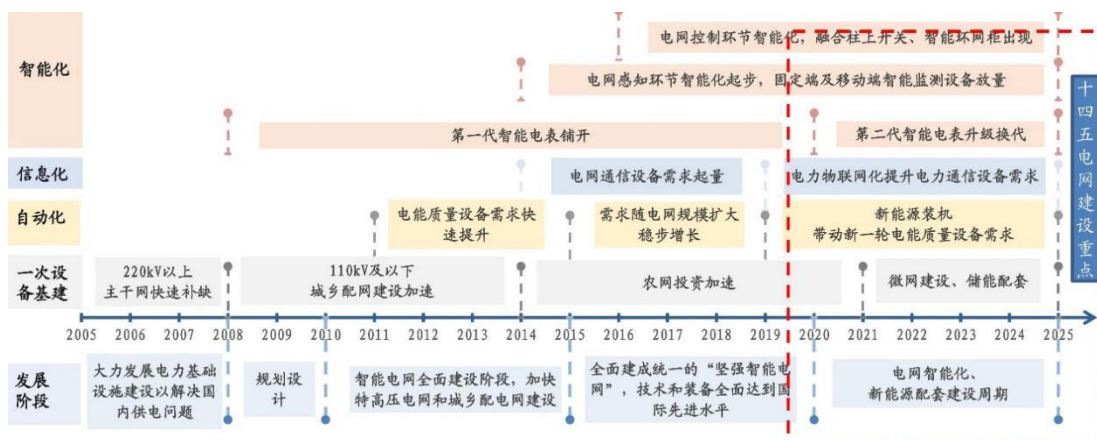 智能化
电网控制环节智能化，融合柱上开关、智能环网柜出现
电网感知环节智能化起步，固定端及移动端智能监测设备放量
第一代智能电表铺开
第二代智能电表升级换代
信息化
电网通信设备需求起量
电力物联网化提升电力通信设备需求
自动化
电能质量设备需求快
速提升
需求随电网规模扩大
稳步增长
新能源装机
带动新一轮电能质量设备需求
一次设
备基建
220kV以上
主干网快速补缺
110kV及以下
城乡配网建设加速
农网投资加速
微网建设、储能配套
2005 2006 2007 2008 2009 2010 2011 2012 2013 2014 2015 2016 2017 2018 2019 2020 2021 2022 2023 2024 2025
发展
阶段
大力发展电力基础
设施建设以解决国
内供电问题
规划设
计
智能电网全面建设阶段，加快
特高压电网和城乡配电网建设
全面建成统一的“坚强智能电
网”，技术和装备全面达到国
际先进水平
电网智能化、
新能源配套建设周期
十四五电网建设重点